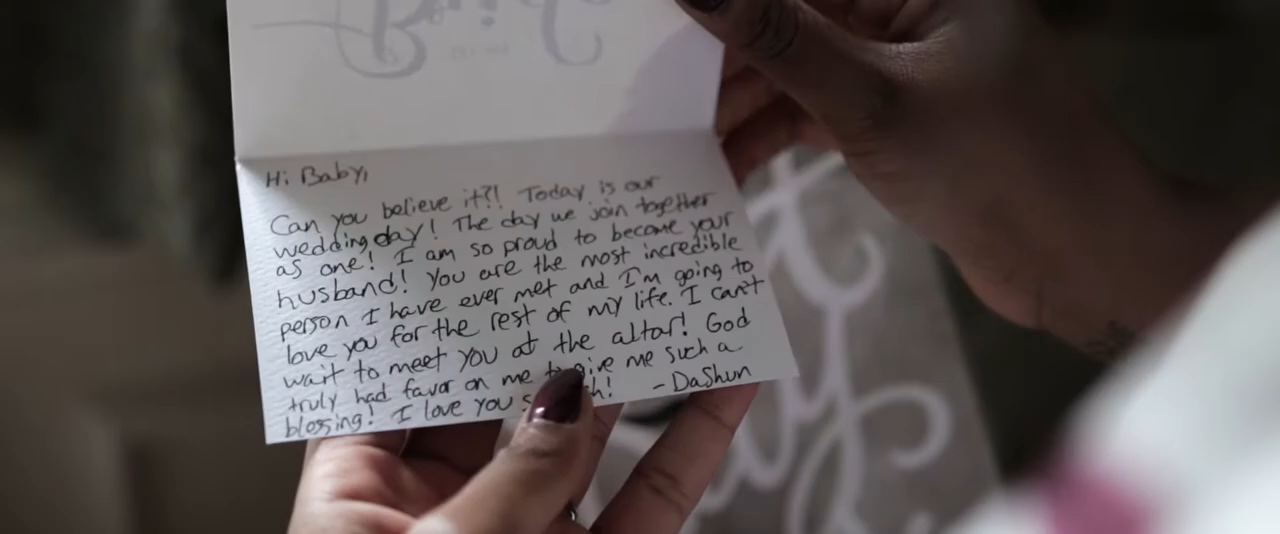 Hi Baby,
Can you believe it?! Today is our
wedding day! The day we join together
as one! I am so proud to become your
husband! You are the most incredible
person I have ever met and I'm going to
love you for the rest of my life. I can't
wait to meet you at the altar! God
truly had favor on me to give me such a
blessing! I love you
-DaShun